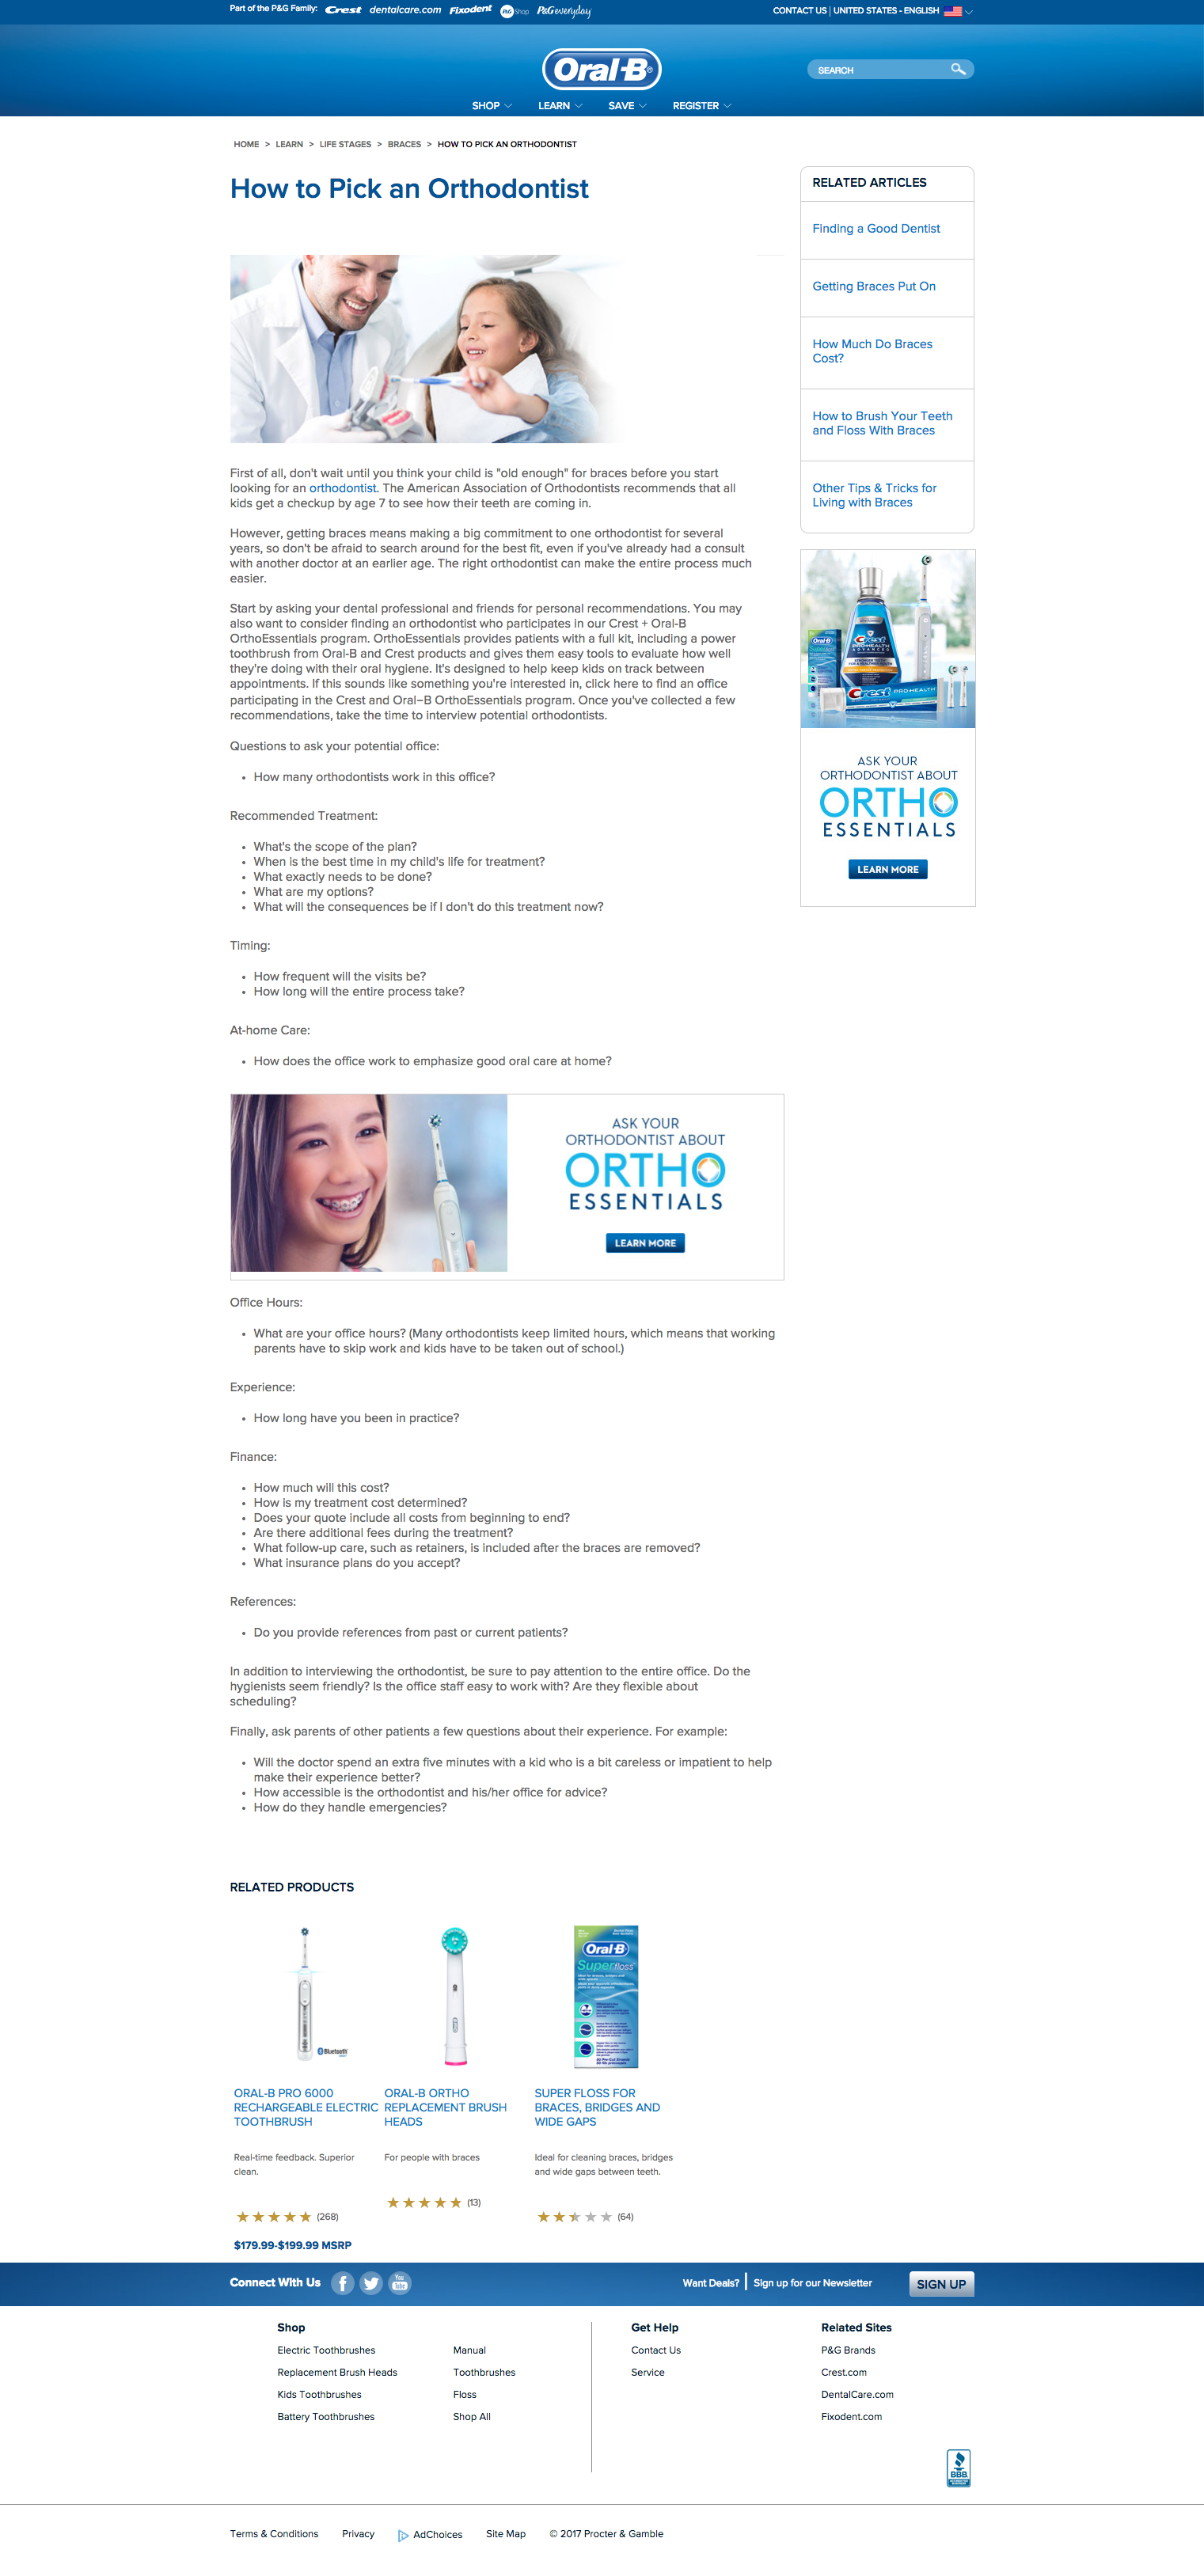 Part of the P&G Family: Crest dentalcare.com Fixodent P&G Shop P&G everyday
CONTACT US | UNITED STATES - ENGLISH
Oral-B
SEARCH
SHOP LEARN SAVE REGISTER
HOME > LEARN > LIFE STAGES > BRACES > HOW TO PICK AN ORTHODONTIST
How to Pick an Orthodontist
First of all, don't wait until you think your child is "old enough" for braces before you start
looking for an orthodontist. The American Association of Orthodontists recommends that all
kids get a checkup by age 7 to see how their teeth are coming in.
However, getting braces means making a big commitment to one orthodontist for several
years, so don't be afraid to search around for the best fit, even if you've already had a consult
with another doctor at an earlier age. The right orthodontist can make the entire process much
easier.
Start by asking your dental professional and friends for personal recommendations. You may
also want to consider finding an orthodontist who participates in our Crest + Oral-B
OrthoEssentials program. OrthoEssentials provides patients with a full kit, including a power
toothbrush from Oral-B and Crest products and gives them easy tools to evaluate how well
they're doing with their oral hygiene. It's designed to help keep kids on track between
appointments. If this sounds like something you're interested in, click here to find an office
participating in the Crest and Oral–B OrthoEssentials program. Once you've collected a few
recommendations, take the time to interview potential orthodontists.
Questions to ask your potential office:
• How many orthodontists work in this office?
Recommended Treatment:
• What's the scope of the plan?
• When is the best time in my child's life for treatment?
• What exactly needs to be done?
• What are my options?
• What will the consequences be if I don't do this treatment now?
Timing:
• How frequent will the visits be?
• How long will the entire process take?
At-home Care:
• How does the office work to emphasize good oral care at home?
ASK YOUR
ORTHODONTIST ABOUT
ORTHO
ESSENTIALS
LEARN MORE
Office Hours:
• What are your office hours? (Many orthodontists keep limited hours, which means that working
parents have to skip work and kids have to be taken out of school.)
Experience:
• How long have you been in practice?
Finance:
• How much will this cost?
• How is my treatment cost determined?
• Does your quote include all costs from beginning to end?
• Are there additional fees during the treatment?
• What follow-up care, such as retainers, is included after the braces are removed?
• What insurance plans do you accept?
References:
• Do you provide references from past or current patients?
In addition to interviewing the orthodontist, be sure to pay attention to the entire office. Do the
hygienists seem friendly? Is the office staff easy to work with? Are they flexible about
scheduling?
Finally, ask parents of other patients a few questions about their experience. For example:
• Will the doctor spend an extra five minutes with a kid who is a bit careless or impatient to help
make their experience better?
• How accessible is the orthodontist and his/her office for advice?
• How do they handle emergencies?
RELATED ARTICLES
Finding a Good Dentist
Getting Braces Put On
How Much Do Braces
Cost?
How to Brush Your Teeth
and Floss With Braces
Other Tips & Tricks for
Living with Braces
Oral-B
Crest
PRO-HEALTH
ADVANCED
Crest PRO-HEALTH
ASK YOUR
ORTHODONTIST ABOUT
ORTHO
ESSENTIALS
LEARN MORE
RELATED PRODUCTS
Bluetooth
Oral-B
Oral-B
Superfloss
ORAL-B PRO 6000
RECHARGEABLE ELECTRIC
TOOTHBRUSH
Real-time feedback. Superior
clean.
(268)
$179.99-$199.99 MSRP
ORAL-B ORTHO
REPLACEMENT BRUSH
HEADS
For people with braces
(13)
SUPER FLOSS FOR
BRACES, BRIDGES AND
WIDE GAPS
Ideal for cleaning braces, bridges
and wide gaps between teeth.
(64)
Connect With Us
You Tube
Want Deals? | Sign up for our Newsletter
SIGN UP
Shop
Electric Toothbrushes
Replacement Brush Heads
Kids Toothbrushes
Battery Toothbrushes
Manual
Toothbrushes
Floss
Shop All
Get Help
Contact Us
Service
Related Sites
P&G Brands
Crest.com
DentalCare.com
Fixodent.com
BBB
Terms & Conditions Privacy AdChoices Site Map © 2017 Procter & Gamble